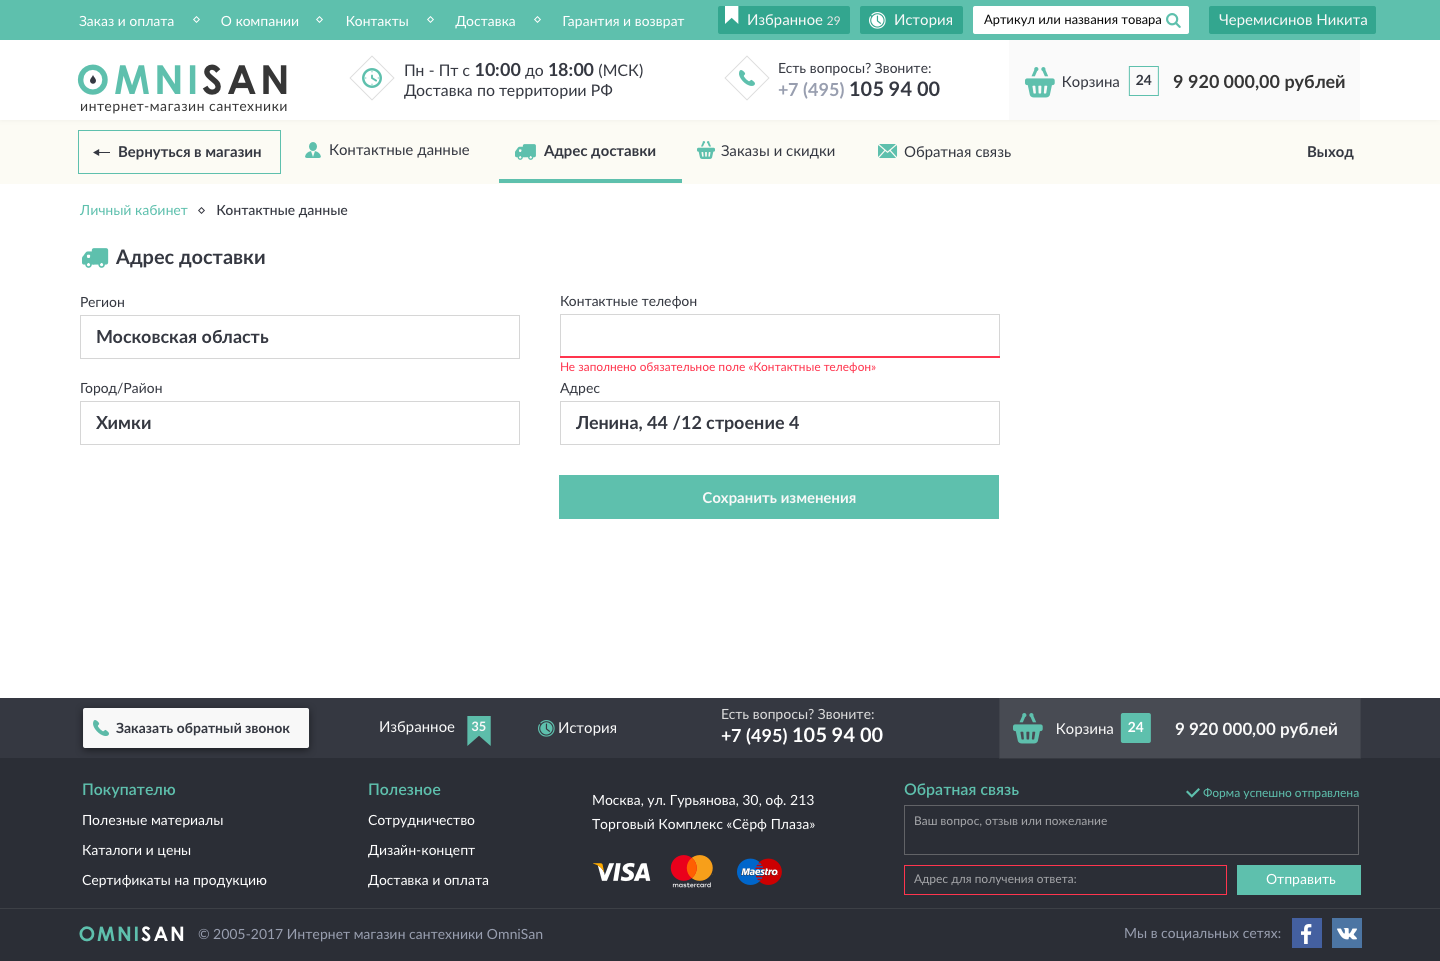 Заказ и оплата
О компании
Контакты
Доставка
Гарантия и возврат
Избранное 29
История
Артикул или названия товара
Черемисинов Никита
OMNISAN
интернет-магазин сантехники
Пн - Пт с 10:00 до 18:00 (МСК)
Доставка по территории РФ
Есть вопросы? Звоните:
+7 (495) 105 94 00
Корзина 24 9 920 000,00 рублей
Вернуться в магазин
Контактные данные
Адрес доставки
Заказы и скидки
Обратная связь
Выход
Личный кабинет
Контактные данные
Адрес доставки
Регион
Московская область
Контактные телефон
Не заполнено обязательное поле «Контактные телефон»
Город/Район
Химки
Адрес
Ленина, 44 /12 строение 4
Сохранить изменения
Заказать обратный звонок
Избранное 35
История
Есть вопросы? Звоните:
+7 (495) 105 94 00
Корзина 24 9 920 000,00 рублей
Покупателю
Полезные материалы
Каталоги и цены
Сертификаты на продукцию
Полезное
Сотрудничество
Дизайн-концепт
Доставка и оплата
Москва, ул. Гурьянова, 30, оф. 213
Торговый Комплекс «Сёрф Плаза»
VISA
mastercard
Maestro
Обратная связь
Форма успешно отправлена
Ваш вопрос, отзыв или пожелание
Адрес для получения ответа:
Отправить
OMNISAN
© 2005-2017 Интернет магазин сантехники OmniSan
Мы в социальных сетях: